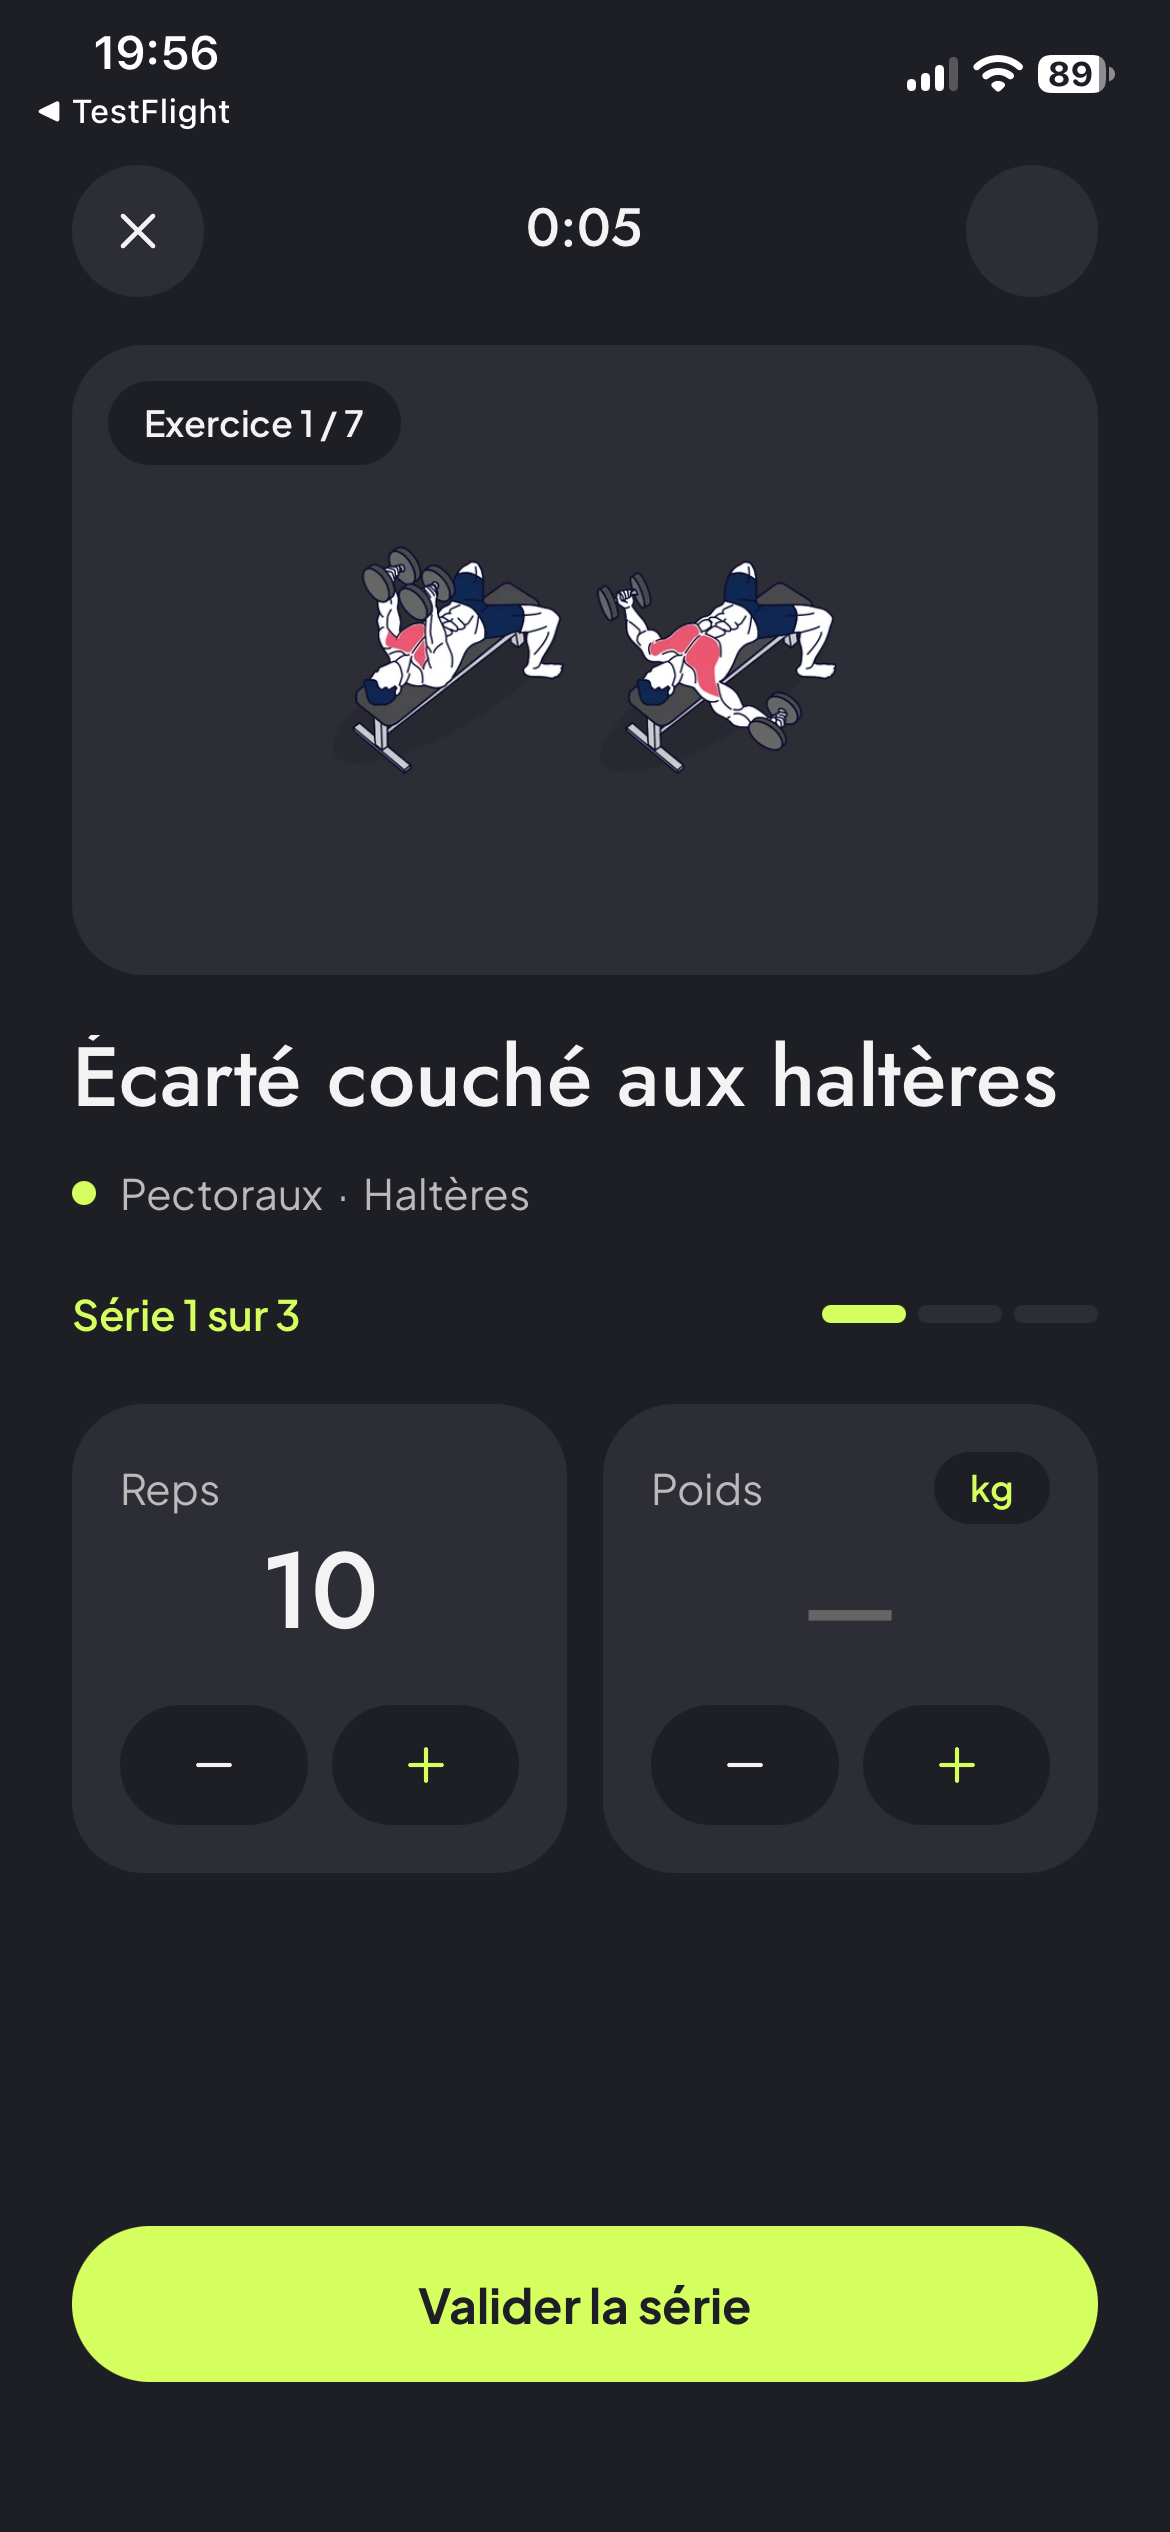 19:56
89
◀ TestFlight
0:05
Exercice 1 / 7
Écarté couché aux haltères
Pectoraux · Haltères
Série 1 sur 3
Reps
Poids
kg
10
—
Valider la série